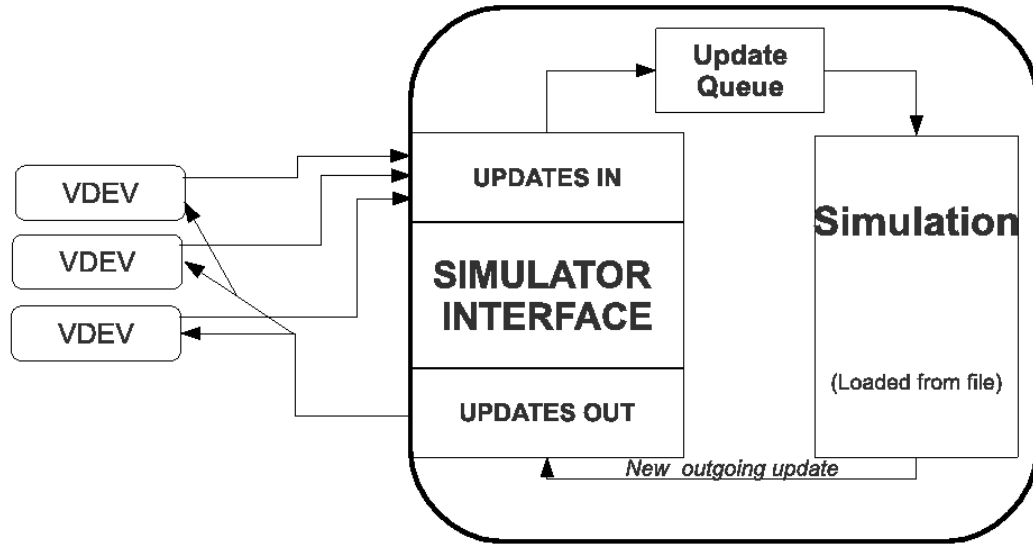 Update
Queue
VDEV
UPDATES IN
VDEV
Simulation
SIMULATOR
INTERFACE
VDEV
(Loaded from file)
UPDATES OUT
New outgoing update